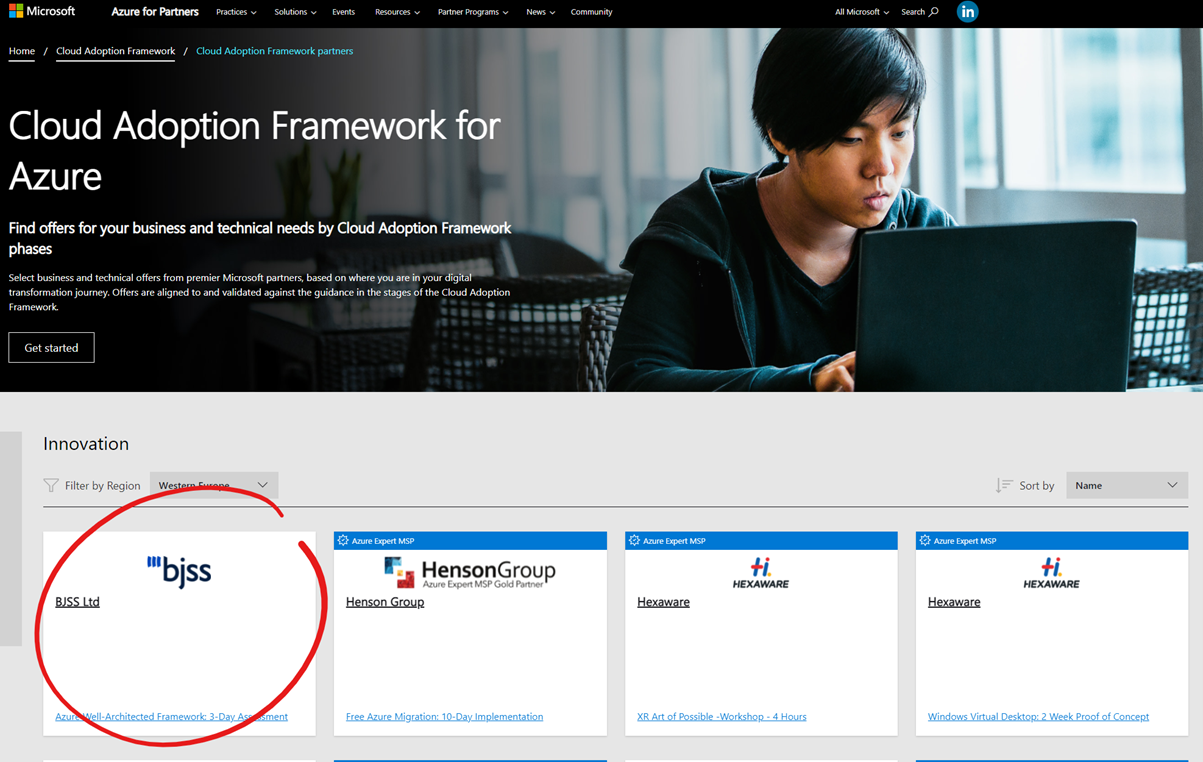 Microsoft Azure for Partners Practices Solutions Events Resources Partner Programs News Community All Microsoft Search in
Home / Cloud Adoption Framework / Cloud Adoption Framework partners
Cloud Adoption Framework for
Azure
Find offers for your business and technical needs by Cloud Adoption Framework
phases
Select business and technical offers from premier Microsoft partners, based on where you are in your digital
transformation journey. Offers are aligned to and validated against the guidance in the stages of the Cloud Adoption
Framework.
Get started
Innovation
Filter by Region Western Europe Sort by Name
bjss
BJSS Ltd
Azure Well-Architected Framework: 3-Day Assessment
Azure Expert MSP
HensonGroup
Azure Expert MSP Gold Partner
Henson Group
Free Azure Migration: 10-Day Implementation
Azure Expert MSP
Hi.
HEXAWARE
Hexaware
XR Art of Possible -Workshop - 4 Hours
Azure Expert MSP
Hi.
HEXAWARE
Hexaware
Windows Virtual Desktop: 2 Week Proof of Concept